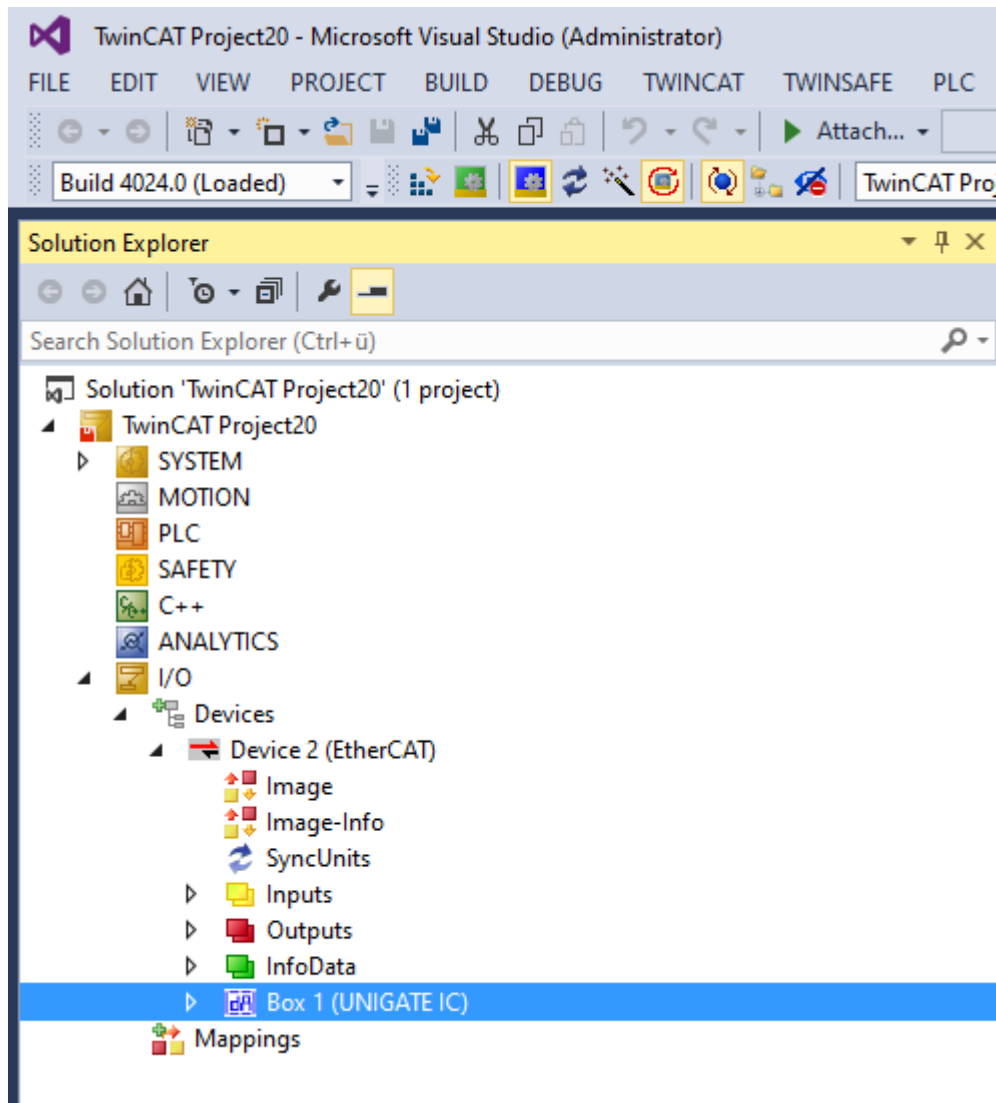 TwinCAT Project20 - Microsoft Visual Studio (Administrator)
FILE EDIT VIEW PROJECT BUILD DEBUG TWINCAT TWINSAFE PLC
Attach...
Build 4024.0 (Loaded) TwinCAT Proj
Solution Explorer
Search Solution Explorer (Ctrl+ü)
Solution 'TwinCAT Project20' (1 project)
TwinCAT Project20
SYSTEM
MOTION
PLC
SAFETY
C++
ANALYTICS
I/O
Devices
Device 2 (EtherCAT)
Image
Image-Info
SyncUnits
Inputs
Outputs
InfoData
Box 1 (UNIGATE IC)
Mappings